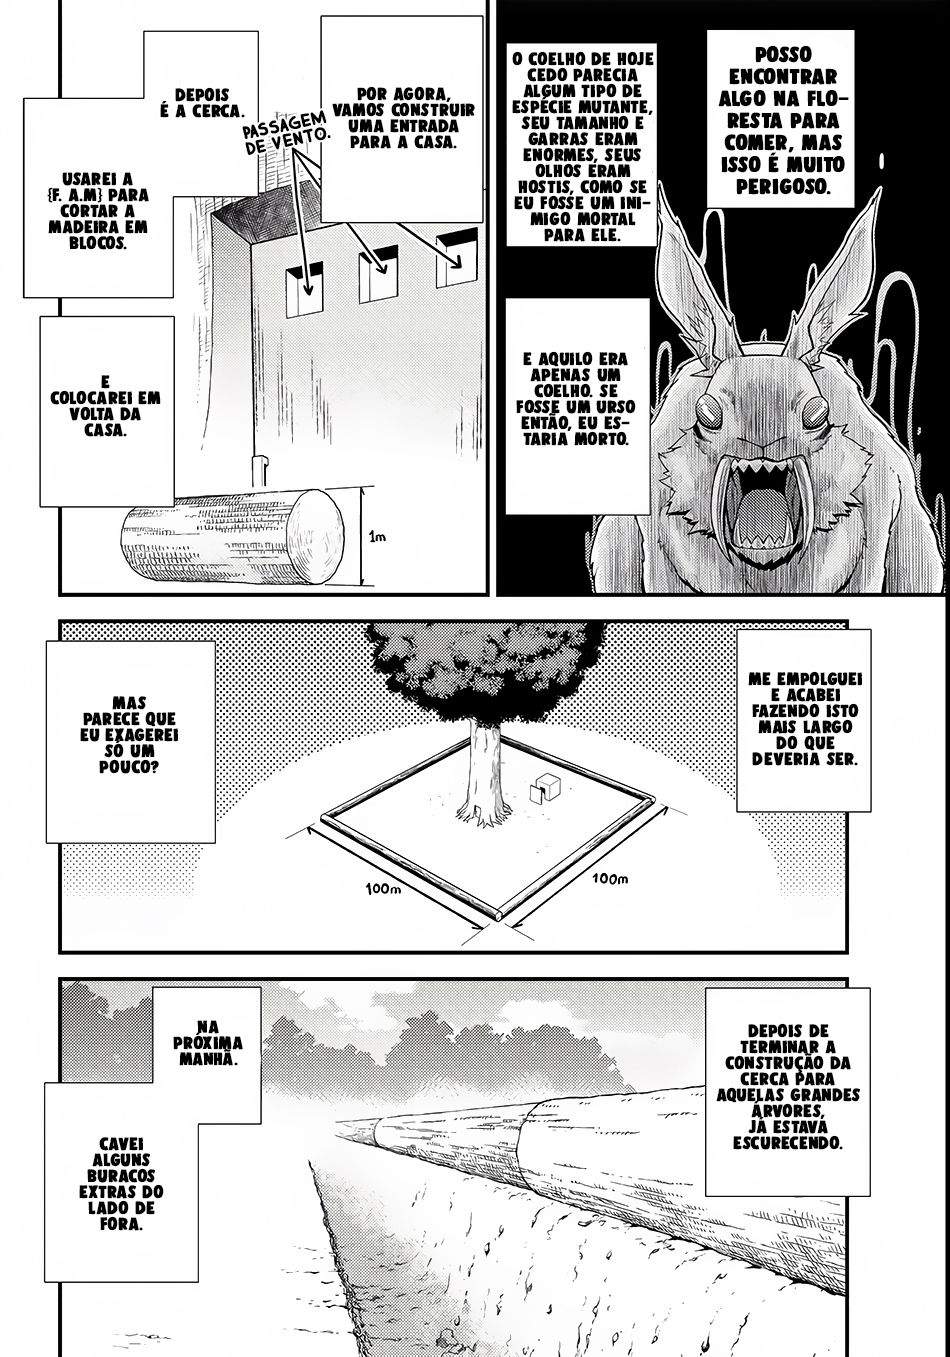 POSSO
ENCONTRAR
ALGO NA FLO-
RESTA PARA
COMER, MAS
ISSO É MUITO
PERIGOSO.
O COELHO DE HOJE
CEDO PARECIA
ALGUM TIPO DE
ESPÉCIE MUTANTE,
SEU TAMANHO E
GARRAS ERAM
ENORMES, SEUS
OLHOS ERAM
HOSTIS, COMO SE
EU FOSSE UM INI-
MIGO MORTAL
PARA ELE.
E AQUILO ERA
APENAS UM
COELHO. SE
FOSSE UM URSO
ENTÃO, EU ES-
TARIA MORTO.
POR AGORA,
VAMOS CONSTRUIR
UMA ENTRADA
PARA A CASA.
PASSAGEM
DE VENTO.
DEPOIS
É A CERCA.
USAREI A
{F. A.M} PARA
CORTAR A
MADEIRA EM
BLOCOS.
E
COLOCAREI EM
VOLTA DA
CASA.
1m
ME EMPOLGUEI
E ACABEI
FAZENDO ISTO
MAIS LARGO
DO QUE
DEVERIA SER.
MAS
PARECE QUE
EU EXAGEREI
SÓ UM
POUCO?
100m
100m
DEPOIS DE
TERMINAR A
CONSTRUÇÃO DA
CERCA PARA
AQUELAS GRANDES
ÁRVORES,
JÁ ESTAVA
ESCURECENDO.
NA
PRÓXIMA
MANHÃ.
CAVEI
ALGUNS
BURACOS
EXTRAS DO
LADO DE
FORA.